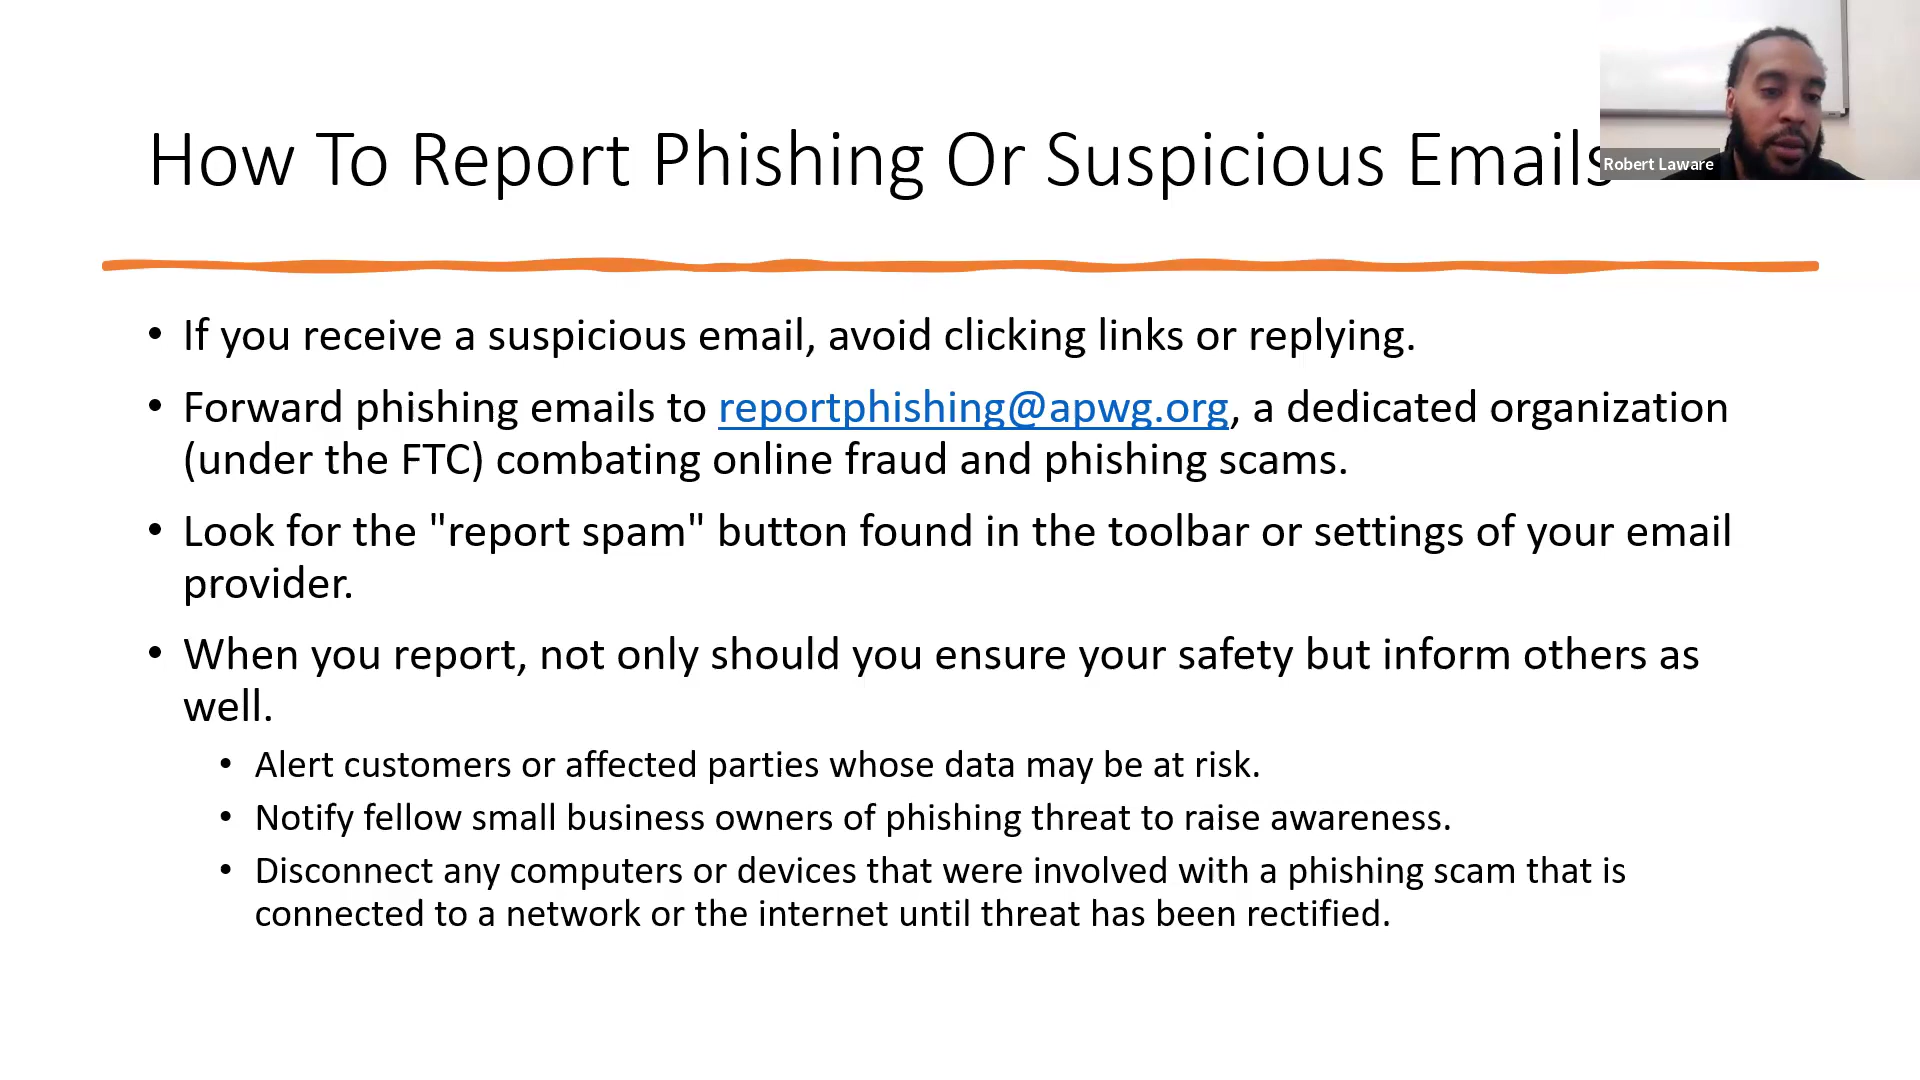 How To Report Phishing Or Suspicious Emails
Robert Laware
• If you receive a suspicious email, avoid clicking links or replying.
• Forward phishing emails to reportphishing@apwg.org, a dedicated organization
(under the FTC) combating online fraud and phishing scams.
• Look for the "report spam" button found in the toolbar or settings of your email
provider.
• When you report, not only should you ensure your safety but inform others as
well.
• Alert customers or affected parties whose data may be at risk.
• Notify fellow small business owners of phishing threat to raise awareness.
• Disconnect any computers or devices that were involved with a phishing scam that is
connected to a network or the internet until threat has been rectified.